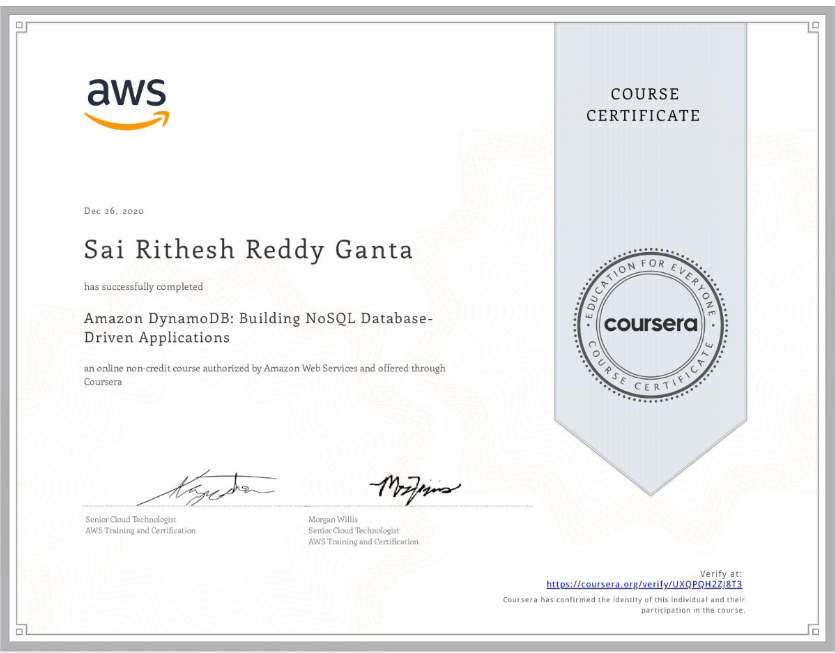 aws
COURSE
CERTIFICATE
Dec 26, 2020
Sai Rithesh Reddy Ganta
has successfully completed
Amazon DynamoDB: Building NoSQL Database-
Driven Applications
an online non-credit course authorized by Amazon Web Services and offered through
Coursera
EDUCATION FOR EVERYONE
coursera
COURSE CERTIFICATE
Senior Cloud Technologist
AWS Training and Certification
Morgan Willis
Senior Cloud Technologist
AWS Training and Certification
Verify at:
https://coursera.org/verify/UXQPQH2ZJ8T3
Coursera has confirmed the identity of this individual and their
participation in the course.